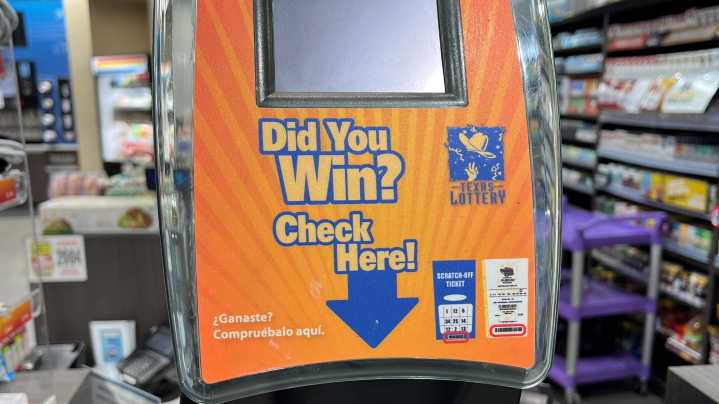 Did You
Win?
TEXAS
LOTTERY
Check
Here!
SCRATCH-OFF
TICKET
¿Ganaste?
Compruébalo aquí.